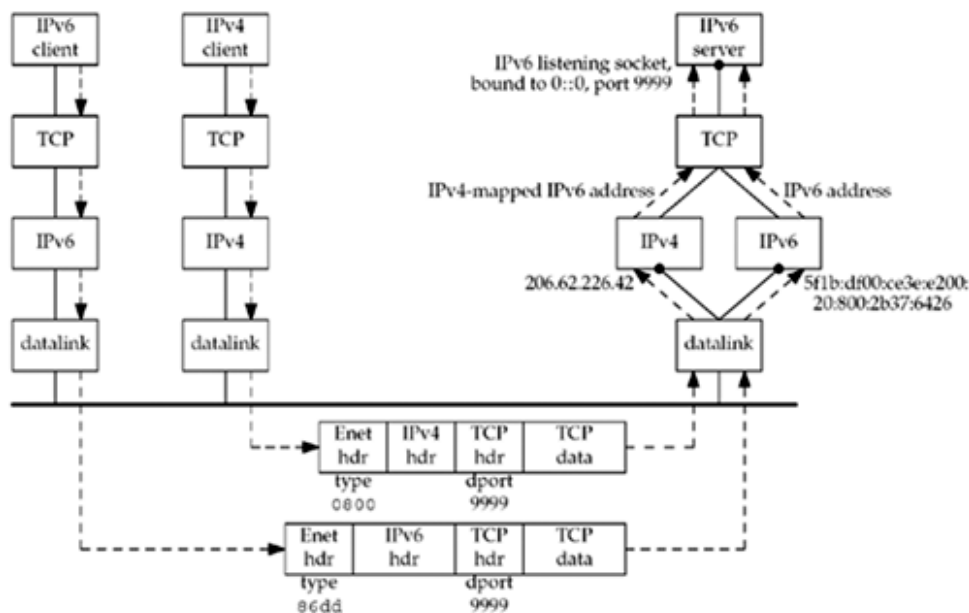 IPv6
client
IPv4
client
IPv6
server
IPv6 listening socket,
bound to 0::0, port 9999
TCP
TCP
TCP
IPv4-mapped IPv6 address
IPv6 address
IPv6
IPv4
IPv4
IPv6
206.62.226.42
5f1b:df00:ce3e:e200:
20:800:2b37:6426
datalink
datalink
datalink
Enet
hdr
IPv4
hdr
TCP
hdr
TCP
data
type
0800
dport
9999
Enet
hdr
IPv6
hdr
TCP
hdr
TCP
data
type
86dd
dport
9999